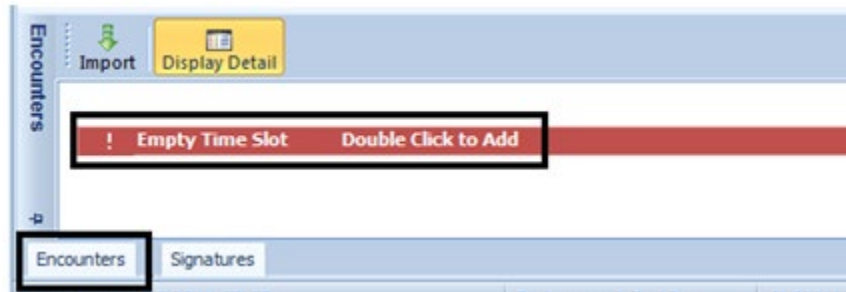 Encounters
Import Display Detail
! Empty Time Slot Double Click to Add
Encounters Signatures